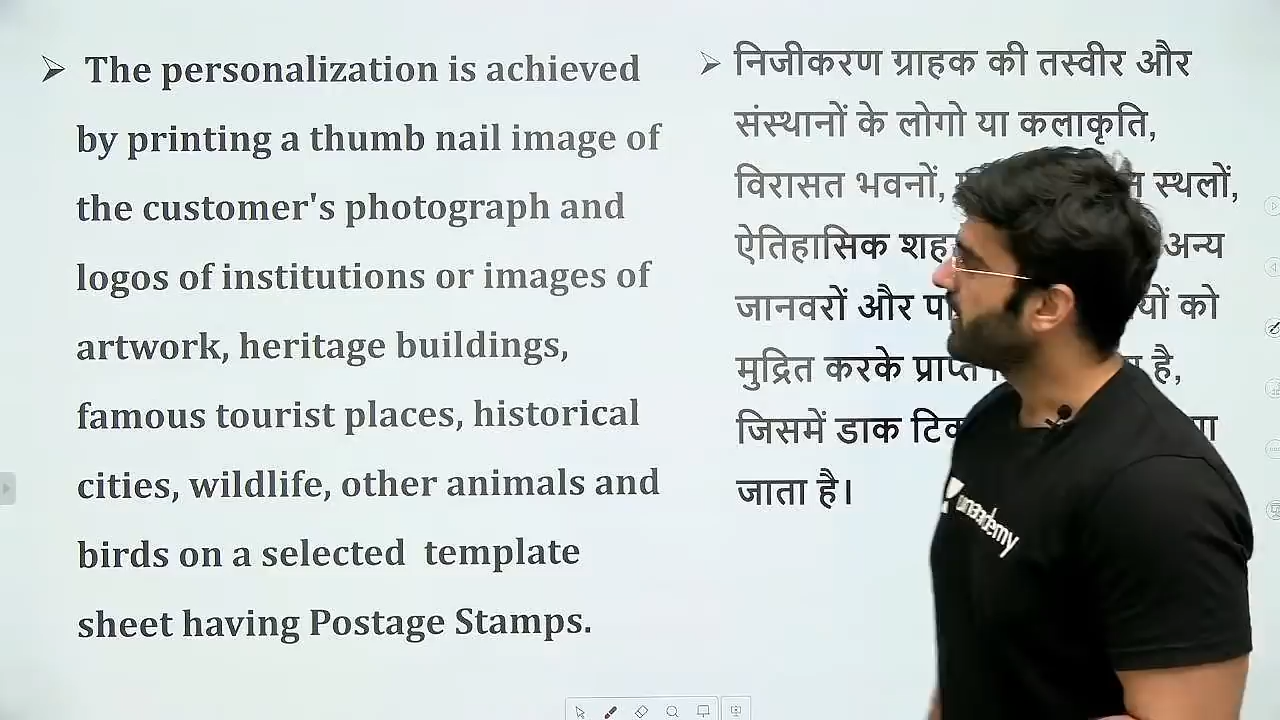 ➢ The personalization is achieved
by printing a thumb nail image of
the customer's photograph and
logos of institutions or images of
artwork, heritage buildings,
famous tourist places, historical
cities, wildlife, other animals and
birds on a selected  template
sheet having Postage Stamps.
➢ निजीकरण ग्राहक की तस्वीर और
संस्थानों के लोगो या कलाकृति,
विरासत भवनों, स्थलों,
ऐतिहासिक अन्य
जानवरों और को
मुद्रित करके प्राप्त है,
जिसमें डाक
जाता है।
unacademy